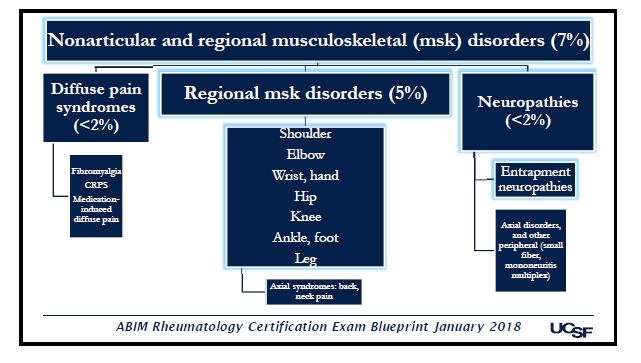 Nonarticular and regional musculoskeletal (msk) disorders (7%)
Diffuse pain
syndromes
(<2%)
Fibromyalgia
CRPS
Medication-
induced
diffuse pain
Regional msk disorders (5%)
Shoulder
Elbow
Wrist, hand
Hip
Knee
Ankle, foot
Leg
Axial syndromes: back,
neck pain
Neuropathies
(<2%)
Entrapment
neuropathies
Axial disorders,
and other
peripheral (small
fiber,
mononeuritis
multiplex)
ABIM Rheumatology Certification Exam Blueprint January 2018
UCSF